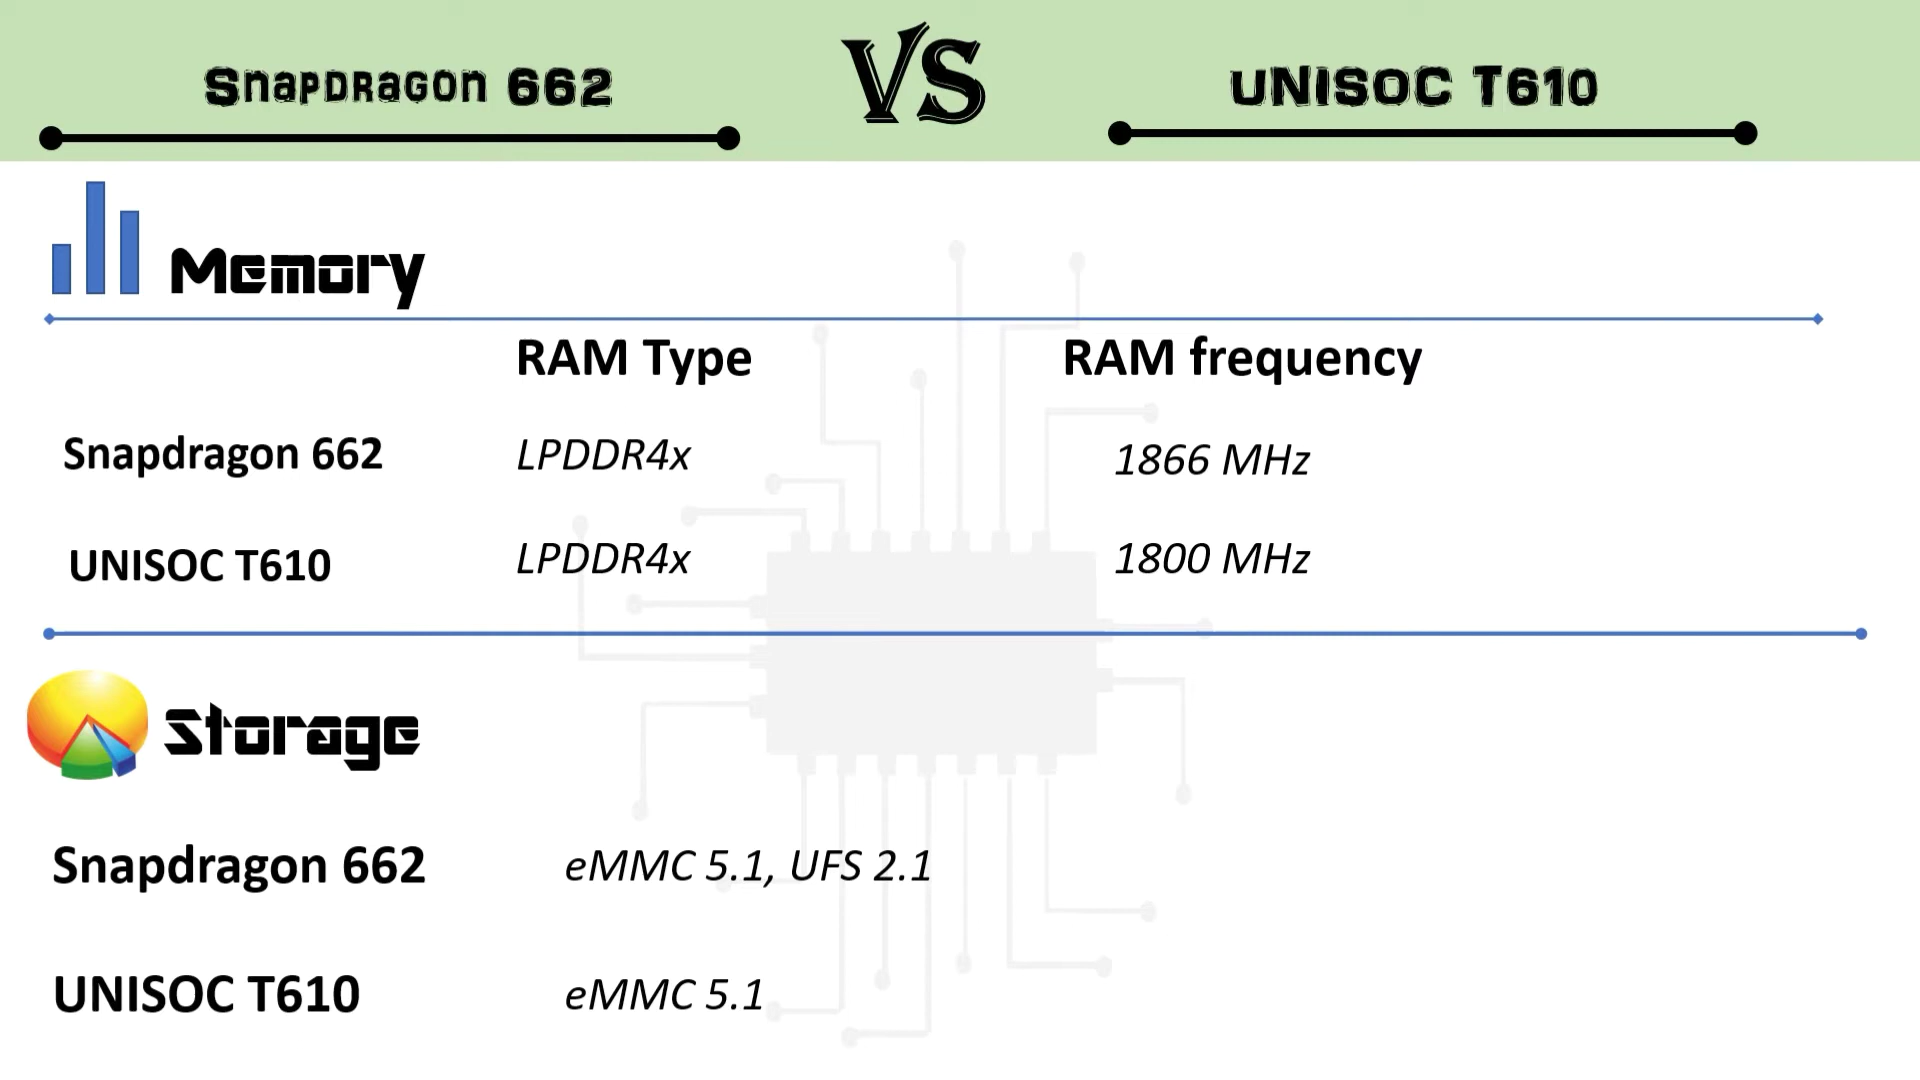 Snapdragon 662 VS UNISOC T610
Memory
RAM Type RAM frequency
Snapdragon 662 LPDDR4x 1866 MHz
UNISOC T610 LPDDR4x 1800 MHz
Storage
Snapdragon 662 eMMC 5.1, UFS 2.1
UNISOC T610 eMMC 5.1